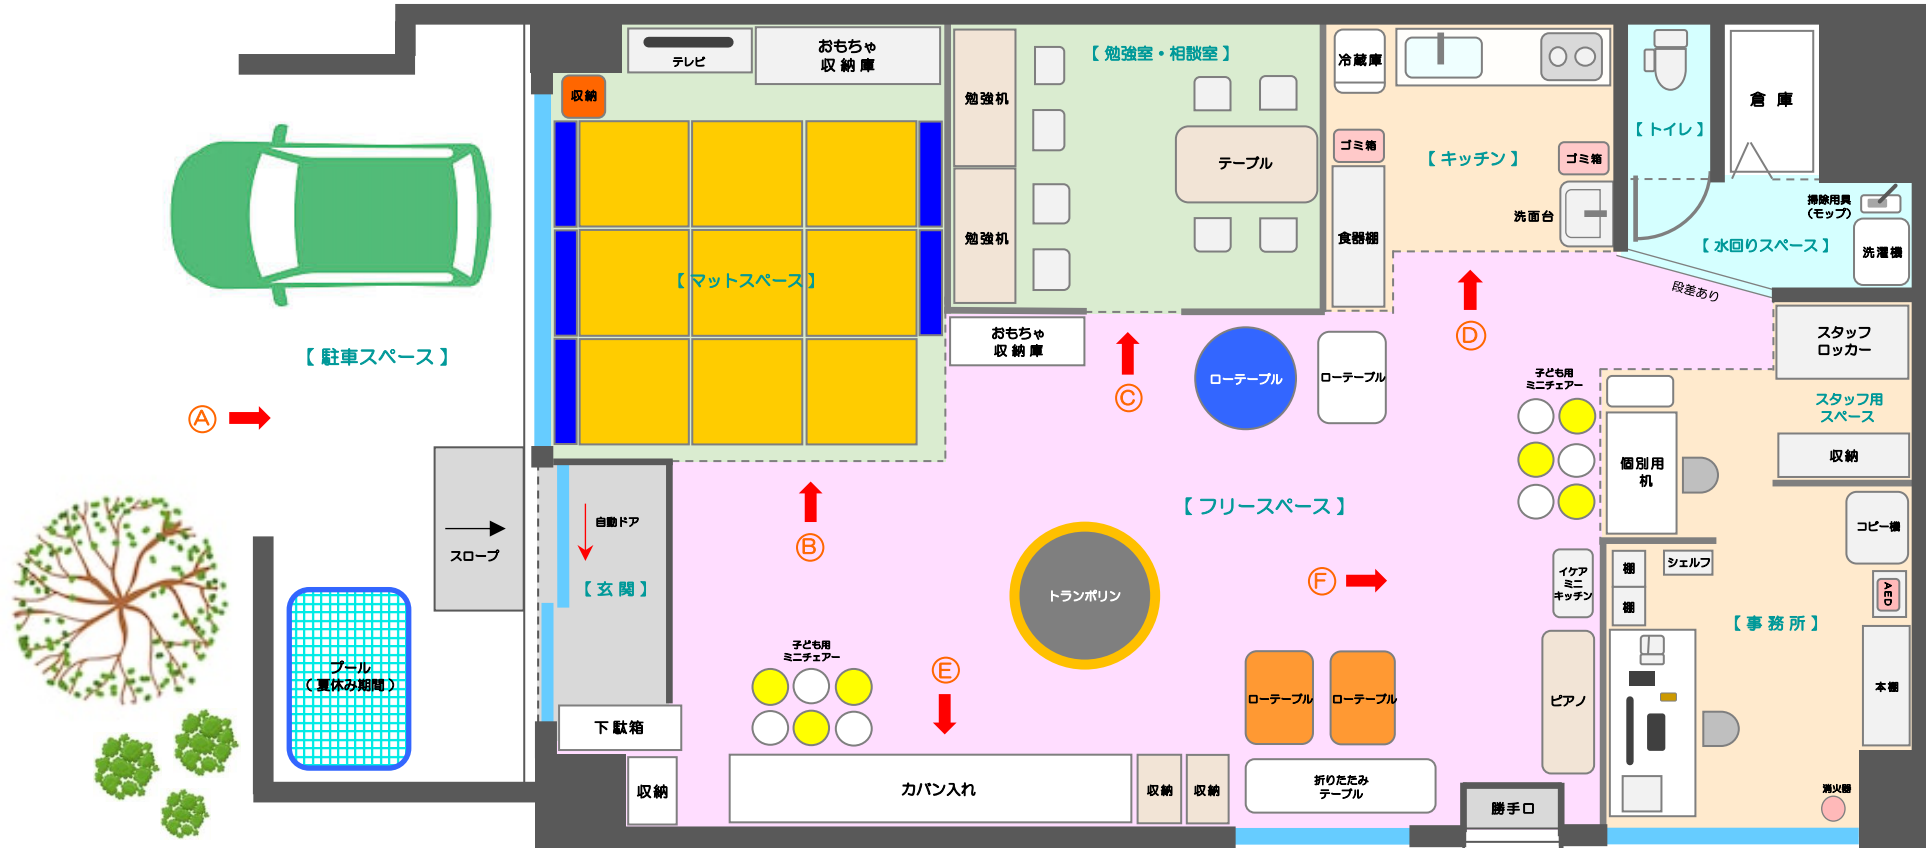 テレビ
おもちゃ
収納庫
収納
【 マットスペース 】
【 勉強室・相談室 】
勉強机
勉強机
テーブル
おもちゃ
収納庫
冷蔵庫
ゴミ箱
食器棚
【 キッチン 】
ゴミ箱
洗面台
【 トイレ 】
倉 庫
掃除用具
(モップ)
【 水回りスペース 】
洗濯機
段差あり
スタッフ
ロッカー
スタッフ用
スペース
収納
個別用
机
コピー機
AED
シェルフ
棚
棚
【 事 務 所 】
本棚
消火器
【 駐車スペース 】
Ⓐ
スロープ
プール
( 夏休み期間 )
自動ドア
【 玄 関 】
下 駄 箱
収納
Ⓑ
Ⓒ
Ⓓ
Ⓔ
Ⓕ
ローテーブル
ローテーブル
子ども用
ミニチェアー
【 フリースペース 】
トランポリン
イケア
ミニ
キッチン
ピアノ
子ども用
ミニチェアー
カバン入れ
収納
収納
ローテーブル
ローテーブル
折りたたみ
テーブル
勝手口